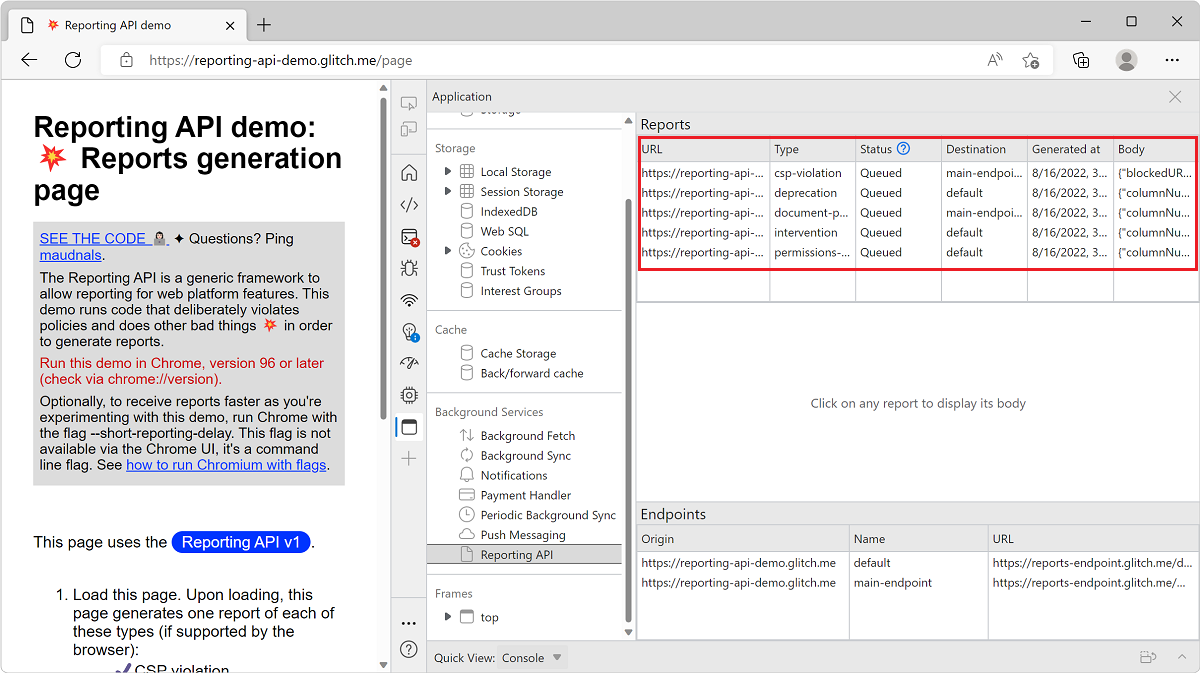 Reporting API demo
https://reporting-api-demo.glitch.me/page
Reporting API demo:
💥 Reports generation
page
SEE THE CODE ✦ Questions? Ping
maudnals.
The Reporting API is a generic framework to
allow reporting for web platform features. This
demo runs code that deliberately violates
policies and does other bad things 💥 in order
to generate reports.
Run this demo in Chrome, version 96 or later
(check via chrome://version).
Optionally, to receive reports faster as you're
experimenting with this demo, run Chrome with
the flag --short-reporting-delay. This flag is not
available via the Chrome UI, it's a command
line flag. See how to run Chromium with flags.
This page uses the Reporting API v1.
1. Load this page. Upon loading, this
page generates one report of each of
these types (if supported by the
browser):
✔ CSP violation
Application
Storage
Storage
Local Storage
Session Storage
IndexedDB
Web SQL
Cookies
Trust Tokens
Interest Groups
Cache
Cache Storage
Back/forward cache
Background Services
Background Fetch
Background Sync
Notifications
Payment Handler
Periodic Background Sync
Push Messaging
Reporting API
Frames
top
Reports
URL Type Status Destination Generated at Body
https://reporting-api-... csp-violation Queued main-endpoi... 8/16/2022, 3... {"blockedUR...
https://reporting-api-... deprecation Queued default 8/16/2022, 3... {"columnNu...
https://reporting-api-... document-p... Queued main-endpoi... 8/16/2022, 3... {"columnNu...
https://reporting-api-... intervention Queued default 8/16/2022, 3... {"columnNu...
https://reporting-api-... permissions-... Queued default 8/16/2022, 3... {"columnNu...
Click on any report to display its body
Endpoints
Origin Name URL
https://reporting-api-demo.glitch.me default https://reports-endpoint.glitch.me/d...
https://reporting-api-demo.glitch.me main-endpoint https://reports-endpoint.glitch.me/...
Quick View: Console